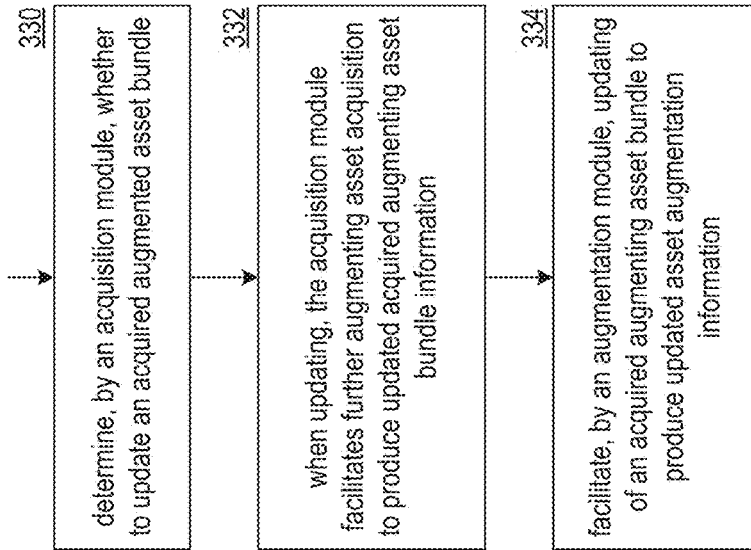 330
determine, by an acquisition module, whether
to update an acquired augmented asset bundle
332
when updating, the acquisition module
facilitates further augmenting asset acquisition
to produce updated acquired augmenting asset
bundle information
334
facilitate, by an augmentation module, updating
of an acquired augmenting asset bundle to
produce updated asset augmentation
information